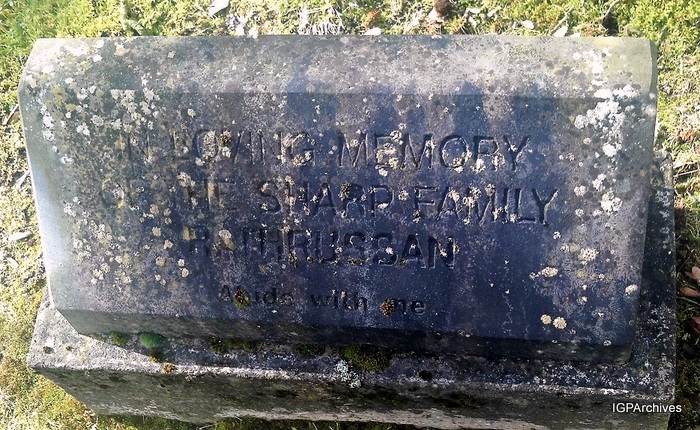 IN LOVING MEMORY
OF THE SHARP FAMILY
RATHRUSSAN
Abide with me
IGPArchives